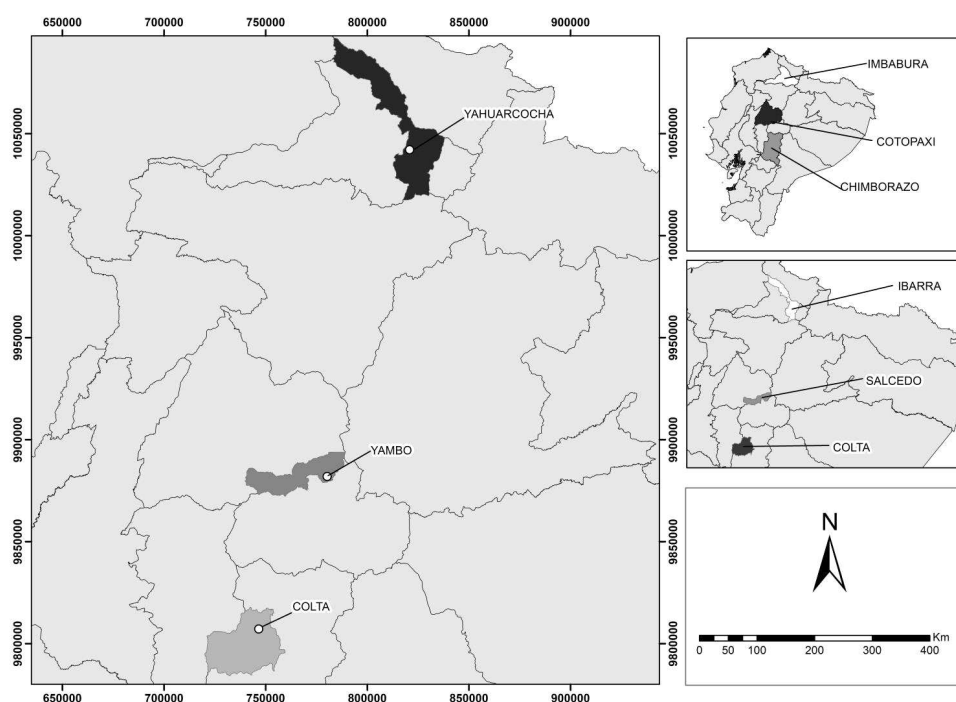 650000 700000 750000 800000 850000 900000
10050000
10000000
9950000
9900000
9850000
9800000
YAHUARCOCHA
YAMBO
COLTA
650000 700000 750000 800000 850000 900000
IMBABURA
COTOPAXI
CHIMBORAZO
IBARRA
SALCEDO
COLTA
N
0 50 100 200 300 400 Km